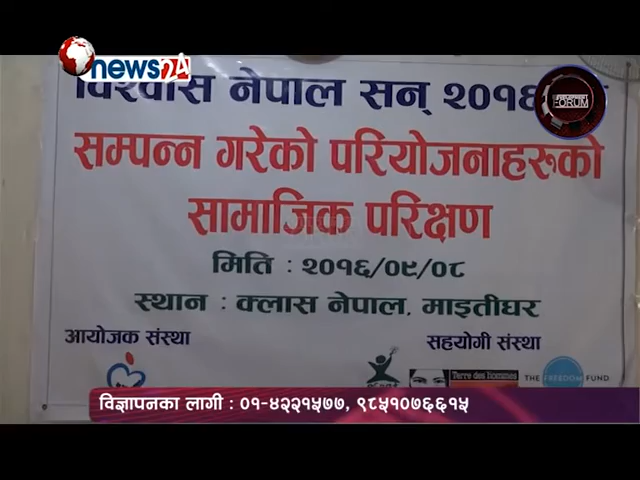 news24
FORUM
विश्वास नेपाल सन् २०१६
सम्पन्न गरेको परियोजनाहरुको
सामाजिक परिक्षण
मिति : २०१६/०९/०८
स्थान : क्लास नेपाल, माइतीघर
आयोजक संस्था
सहयोगी संस्था
Terre des hommes
THE FREEDOM FUND
विज्ञापनका लागी : ०१-४२२१५७७, ९८५१०७६६१५